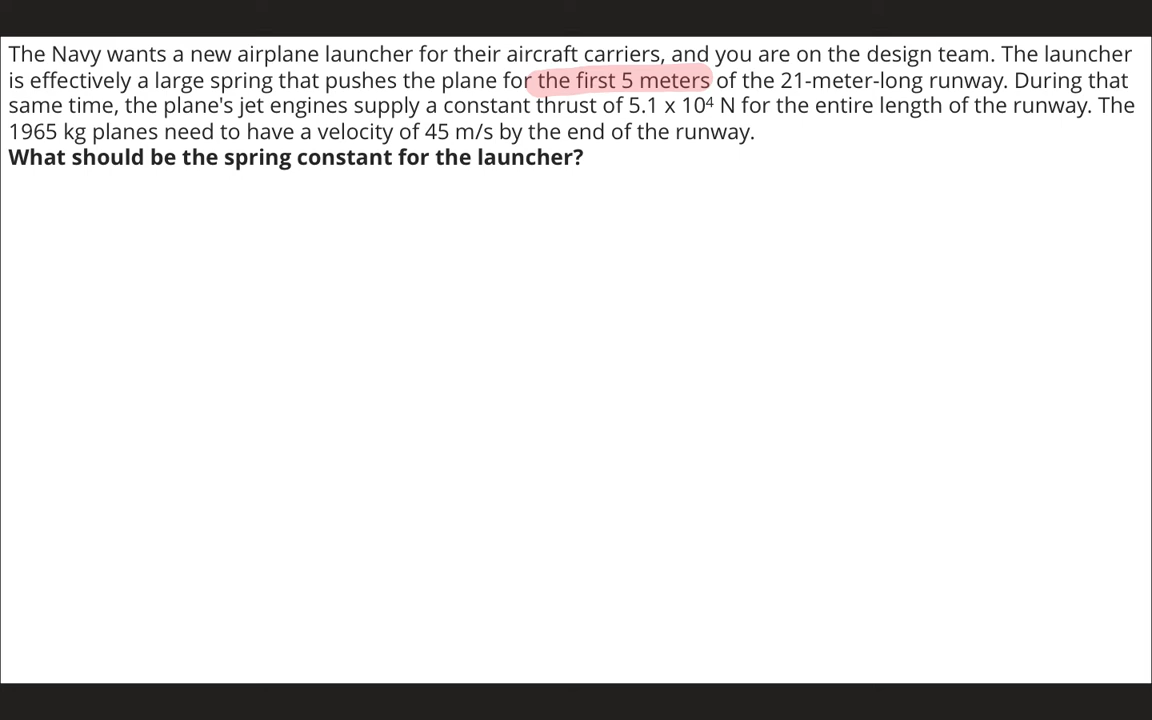 The Navy wants a new airplane launcher for their aircraft carriers, and you are on the design team. The launcher
is effectively a large spring that pushes the plane for the first 5 meters of the 21-meter-long runway. During that
same time, the plane's jet engines supply a constant thrust of 5.1 x 10⁴ N for the entire length of the runway. The
1965 kg planes need to have a velocity of 45 m/s by the end of the runway.
What should be the spring constant for the launcher?